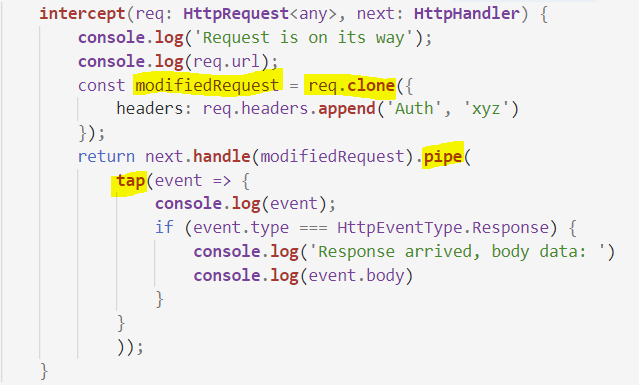 intercept(req: HttpRequest<any>, next: HttpHandler) {
    console.log('Request is on its way');
    console.log(req.url);
    const modifiedRequest = req.clone({
        headers: req.headers.append('Auth', 'xyz')
    });
    return next.handle(modifiedRequest).pipe(
        tap(event => {
            console.log(event);
            if (event.type === HttpEventType.Response) {
                console.log('Response arrived, body data: ')
                console.log(event.body)
            }
        }
        ));
}